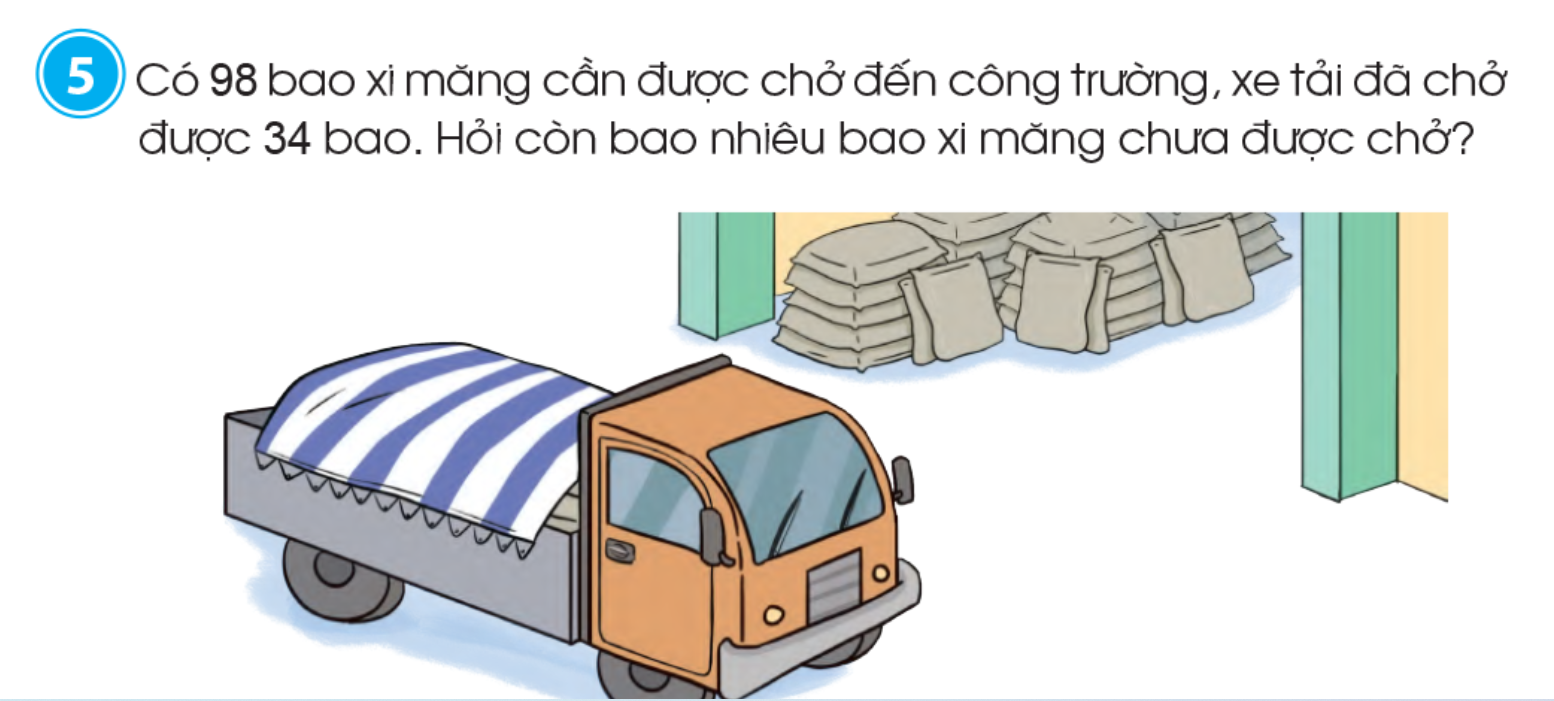 5 Có 98 bao xi măng cần được chở đến công trường, xe tải đã chở
được 34 bao. Hỏi còn bao nhiêu bao xi măng chưa được chở?